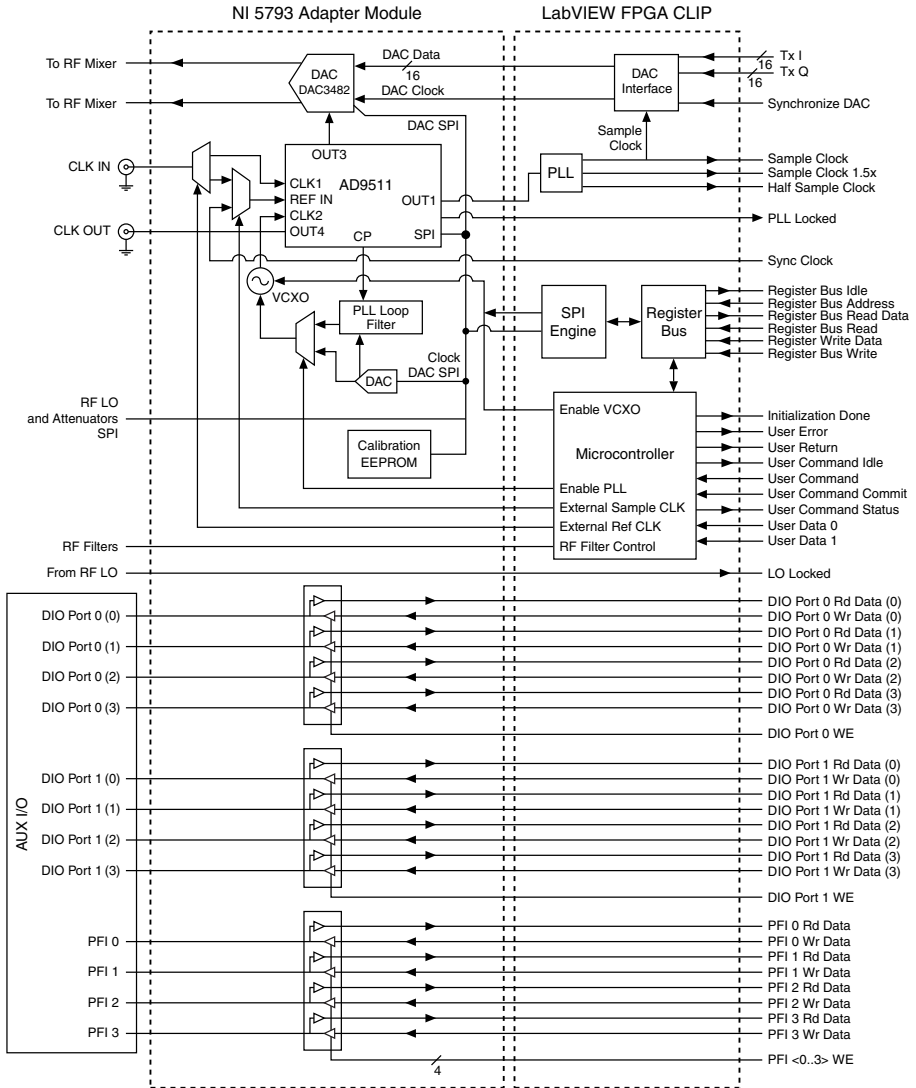 NI 5793 Adapter Module
LabVIEW FPGA CLIP
To RF Mixer
To RF Mixer
DAC
DAC3482
DAC Data
16
DAC Clock
DAC SPI
DAC
Interface
Tx I
16
Tx Q
16
Synchronize DAC
Sample
Clock
CLK IN
OUT3
CLK1
AD9511
REF IN
OUT1
CLK2
OUT4
CP
SPI
PLL
Sample Clock
Sample Clock 1.5x
Half Sample Clock
PLL Locked
CLK OUT
Sync Clock
VCXO
PLL Loop
Filter
SPI
Engine
Register
Bus
Register Bus Idle
Register Bus Address
Register Bus Read Data
Register Bus Read
Register Write Data
Register Bus Write
Clock
DAC SPI
DAC
RF LO
and Attenuators
SPI
Calibration
EEPROM
Enable VCXO
Microcontroller
Enable PLL
External Sample CLK
External Ref CLK
RF Filter Control
Initialization Done
User Error
User Return
User Command Idle
User Command
User Command Commit
User Command Status
User Data 0
User Data 1
RF Filters
From RF LO
LO Locked
AUX I/O
DIO Port 0 (0)
DIO Port 0 (1)
DIO Port 0 (2)
DIO Port 0 (3)
DIO Port 0 Rd Data (0)
DIO Port 0 Wr Data (0)
DIO Port 0 Rd Data (1)
DIO Port 0 Wr Data (1)
DIO Port 0 Rd Data (2)
DIO Port 0 Wr Data (2)
DIO Port 0 Rd Data (3)
DIO Port 0 Wr Data (3)
DIO Port 0 WE
DIO Port 1 (0)
DIO Port 1 (1)
DIO Port 1 (2)
DIO Port 1 (3)
DIO Port 1 Rd Data (0)
DIO Port 1 Wr Data (0)
DIO Port 1 Rd Data (1)
DIO Port 1 Wr Data (1)
DIO Port 1 Rd Data (2)
DIO Port 1 Wr Data (2)
DIO Port 1 Rd Data (3)
DIO Port 1 Wr Data (3)
DIO Port 1 WE
PFI 0
PFI 1
PFI 2
PFI 3
PFI 0 Rd Data
PFI 0 Wr Data
PFI 1 Rd Data
PFI 1 Wr Data
PFI 2 Rd Data
PFI 2 Wr Data
PFI 3 Rd Data
PFI 3 Wr Data
4
PFI <0..3> WE